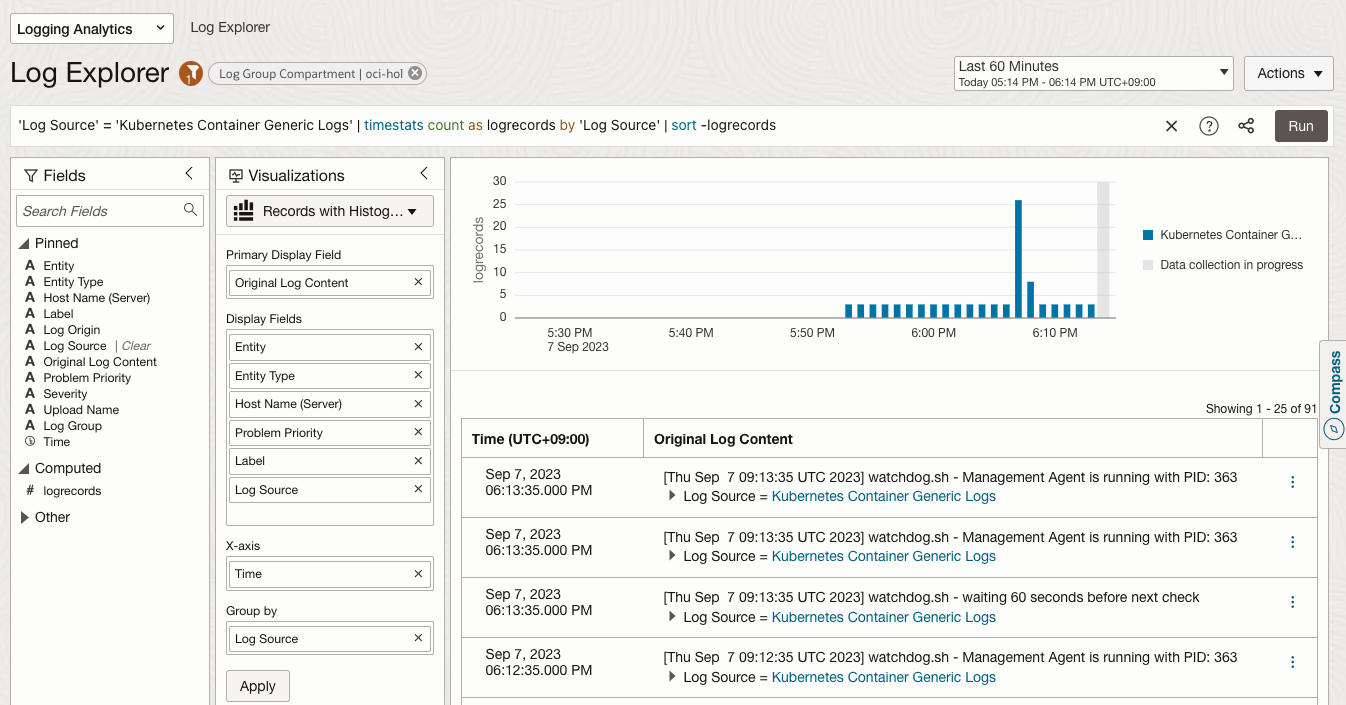 Logging Analytics
Log Explorer
Log Explorer
1
Log Group Compartment | oci-hol
Last 60 Minutes
Today 05:14 PM - 06:14 PM UTC+09:00
Actions
'Log Source' = 'Kubernetes Container Generic Logs' | timestats count as logrecords by 'Log Source' | sort -logrecords
?
Run
Fields
Search Fields
Pinned
A Entity
A Entity Type
A Host Name (Server)
A Label
A Log Origin
A Log Source | Clear
A Original Log Content
A Problem Priority
A Severity
A Upload Name
A Log Group
Time
Computed
# logrecords
Other
Visualizations
Records with Histog...
Primary Display Field
Original Log Content
Display Fields
Entity
Entity Type
Host Name (Server)
Problem Priority
Label
Log Source
X-axis
Time
Group by
Log Source
Apply
logrecords
30
25
20
15
10
5
0
5:30 PM
7 Sep 2023
5:40 PM
5:50 PM
6:00 PM
6:10 PM
Kubernetes Container G...
Data collection in progress
Compass
Showing 1 - 25 of 91
Time (UTC+09:00)
Original Log Content
Sep 7, 2023
06:13:35.000 PM
[Thu Sep  7 09:13:35 UTC 2023] watchdog.sh - Management Agent is running with PID: 363
Log Source = Kubernetes Container Generic Logs
Sep 7, 2023
06:13:35.000 PM
[Thu Sep  7 09:13:35 UTC 2023] watchdog.sh - Management Agent is running with PID: 363
Log Source = Kubernetes Container Generic Logs
Sep 7, 2023
06:13:35.000 PM
[Thu Sep  7 09:13:35 UTC 2023] watchdog.sh - waiting 60 seconds before next check
Log Source = Kubernetes Container Generic Logs
Sep 7, 2023
06:12:35.000 PM
[Thu Sep  7 09:12:35 UTC 2023] watchdog.sh - Management Agent is running with PID: 363
Log Source = Kubernetes Container Generic Logs